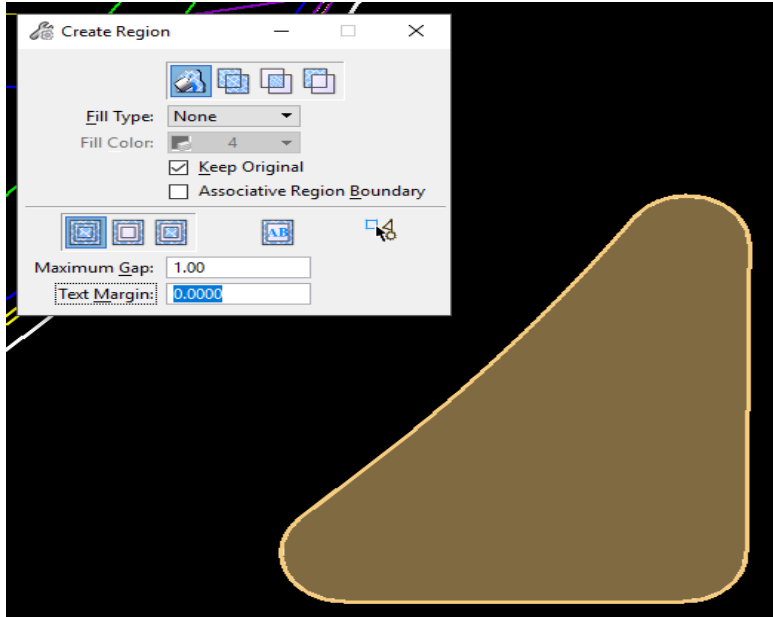 Create Region
Fill Type: None
Fill Color: 4
Keep Original
Associative Region Boundary
AB
Maximum Gap: 1.00
Text Margin: 0.0000